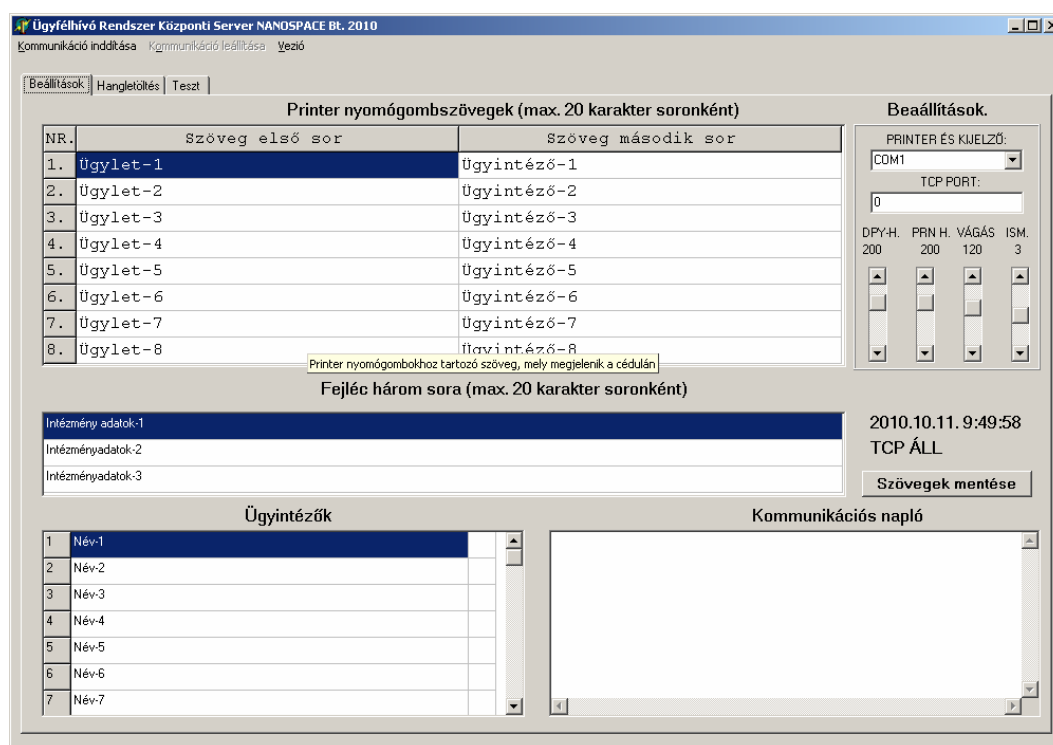 Ügyfélhívó Rendszer Központi Server NANOSPACE Bt. 2010
Kommunikáció inddítása Kommunikáció leállítása Vezió
Beállítások Hangletöltés Teszt
Printer nyomógombszövegek (max. 20 karakter soronként)
NR. Szöveg első sor Szöveg második sor
1. Ügylet-1 Ügyintéző-1
2. Ügylet-2 Ügyintéző-2
3. Ügylet-3 Ügyintéző-3
4. Ügylet-4 Ügyintéző-4
5. Ügylet-5 Ügyintéző-5
6. Ügylet-6 Ügyintéző-6
7. Ügylet-7 Ügyintéző-7
8. Ügylet-8 Ügyintéző-8
Printer nyomógombokhoz tartozó szöveg, mely megjelenik a cédulán
Beaállítások.
PRINTER ÉS KIJELZŐ:
COM1
TCP PORT:
0
DPY-H. PRN H. VÁGÁS ISM.
200 200 120 3
Fejléc három sora (max. 20 karakter soronként)
Intézmény adatok-1
Intézményadatok-2
Intézményadatok-3
2010.10.11. 9:49:58
TCP ÁLL
Szövegek mentése
Ügyintézők
1 Név-1
2 Név-2
3 Név-3
4 Név-4
5 Név-5
6 Név-6
7 Név-7
Kommunikációs napló